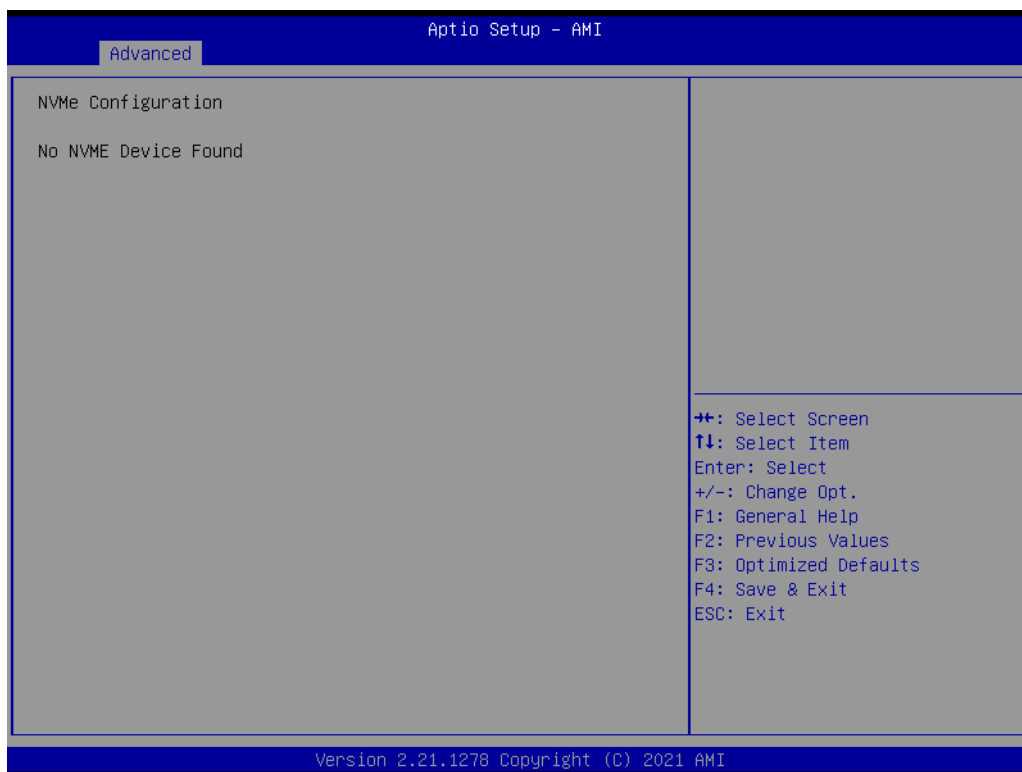 Aptio Setup - AMI
Advanced
NVMe Configuration
No NVME Device Found
→←: Select Screen
↑↓: Select Item
Enter: Select
+/-: Change Opt.
F1: General Help
F2: Previous Values
F3: Optimized Defaults
F4: Save & Exit
ESC: Exit
Version 2.21.1278 Copyright (C) 2021 AMI